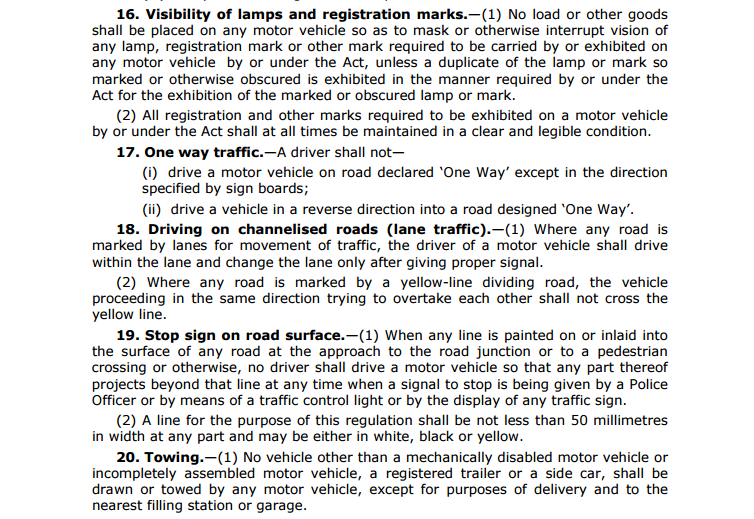 16. Visibility of lamps and registration marks.—(1) No load or other goods
shall be placed on any motor vehicle so as to mask or otherwise interrupt vision of
any lamp, registration mark or other mark required to be carried by or exhibited on
any motor vehicle by or under the Act, unless a duplicate of the lamp or mark so
marked or otherwise obscured is exhibited in the manner required by or under the
Act for the exhibition of the marked or obscured lamp or mark.
(2) All registration and other marks required to be exhibited on a motor vehicle
by or under the Act shall at all times be maintained in a clear and legible condition.
17. One way traffic.—A driver shall not—
(i) drive a motor vehicle on road declared ‘One Way’ except in the direction
specified by sign boards;
(ii) drive a vehicle in a reverse direction into a road designed ‘One Way’.
18. Driving on channelised roads (lane traffic).—(1) Where any road is
marked by lanes for movement of traffic, the driver of a motor vehicle shall drive
within the lane and change the lane only after giving proper signal.
(2) Where any road is marked by a yellow-line dividing road, the vehicle
proceeding in the same direction trying to overtake each other shall not cross the
yellow line.
19. Stop sign on road surface.—(1) When any line is painted on or inlaid into
the surface of any road at the approach to the road junction or to a pedestrian
crossing or otherwise, no driver shall drive a motor vehicle so that any part thereof
projects beyond that line at any time when a signal to stop is being given by a Police
Officer or by means of a traffic control light or by the display of any traffic sign.
(2) A line for the purpose of this regulation shall be not less than 50 millimetres
in width at any part and may be either in white, black or yellow.
20. Towing.—(1) No vehicle other than a mechanically disabled motor vehicle or
incompletely assembled motor vehicle, a registered trailer or a side car, shall be
drawn or towed by any motor vehicle, except for purposes of delivery and to the
nearest filling station or garage.